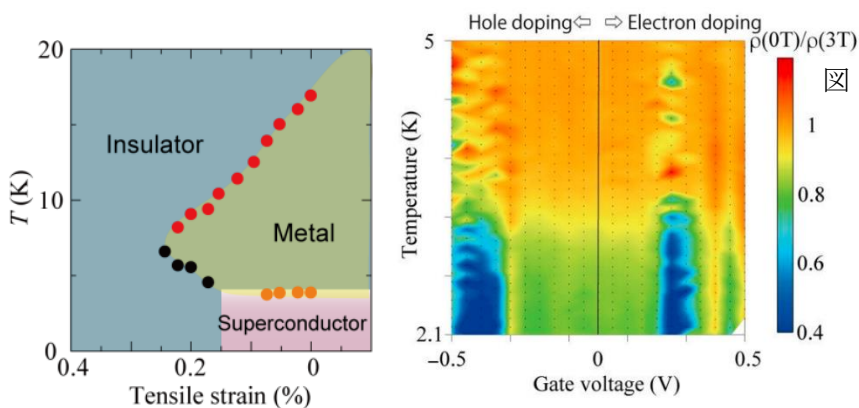 20
10
0
T (K)
Insulator
Metal
Superconductor
0.4
0.2
0
Tensile strain (%)
Hole doping⇦ ⇨ Electron doping
ρ(0T)/ρ(3T)
図
5
2.1
Temperature (K)
−0.5
0
0.5
Gate voltage (V)
1
0.8
0.6
0.4